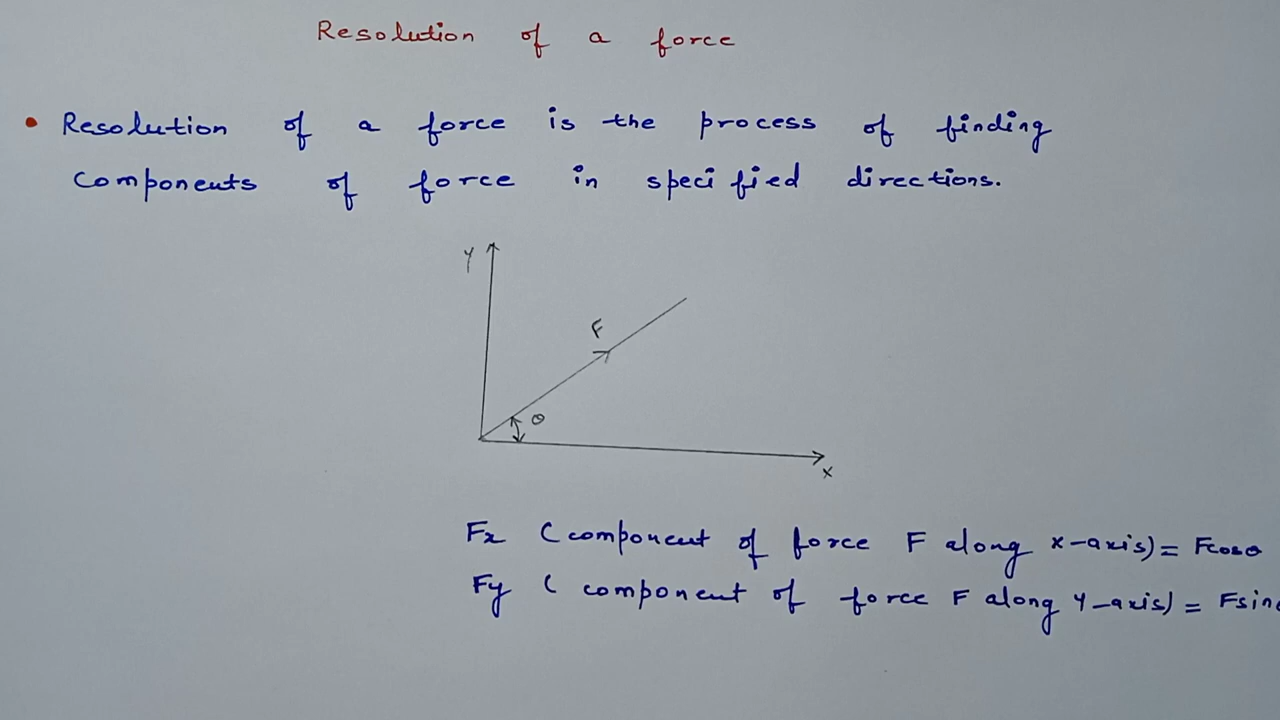 Resolution of a force
• Resolution of a force is the process of finding
components of force in specified directions.
Y
F
θ
x
Fx (component of force F along x-axis) = Fcosθ
Fy ( component of force F along y-axis) = Fsin